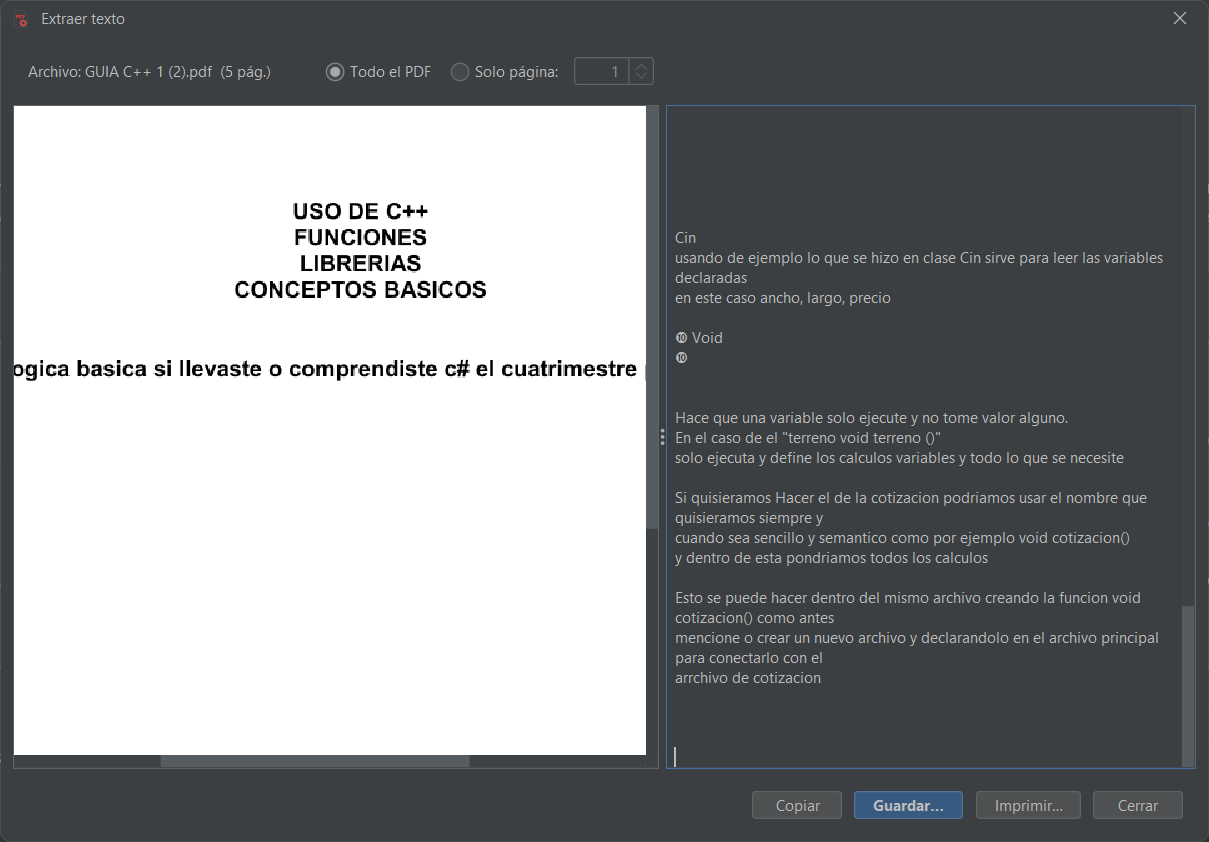 Extraer texto
Archivo: GUIA C++ 1 (2).pdf (5 pág.)
Todo el PDF
Solo página:
1
USO DE C++
FUNCIONES
LIBRERIAS
CONCEPTOS BASICOS
ogica basica si llevaste o comprendiste c# el cuatrimestre
Cin
usando de ejemplo lo que se hizo en clase Cin sirve para leer las variables
declaradas
en este caso ancho, largo, precio
❿ Void
❿
Hace que una variable solo ejecute y no tome valor alguno.
En el caso de el "terreno void terreno ()"
solo ejecuta y define los calculos variables y todo lo que se necesite
Si quisieramos Hacer el de la cotizacion podriamos usar el nombre que
quisieramos siempre y
cuando sea sencillo y semantico como por ejemplo void cotizacion()
y dentro de esta pondriamos todos los calculos
Esto se puede hacer dentro del mismo archivo creando la funcion void
cotizacion() como antes
mencione o crear un nuevo archivo y declarandolo en el archivo principal
para conectarlo con el
arrchivo de cotizacion
Copiar
Guardar...
Imprimir...
Cerrar